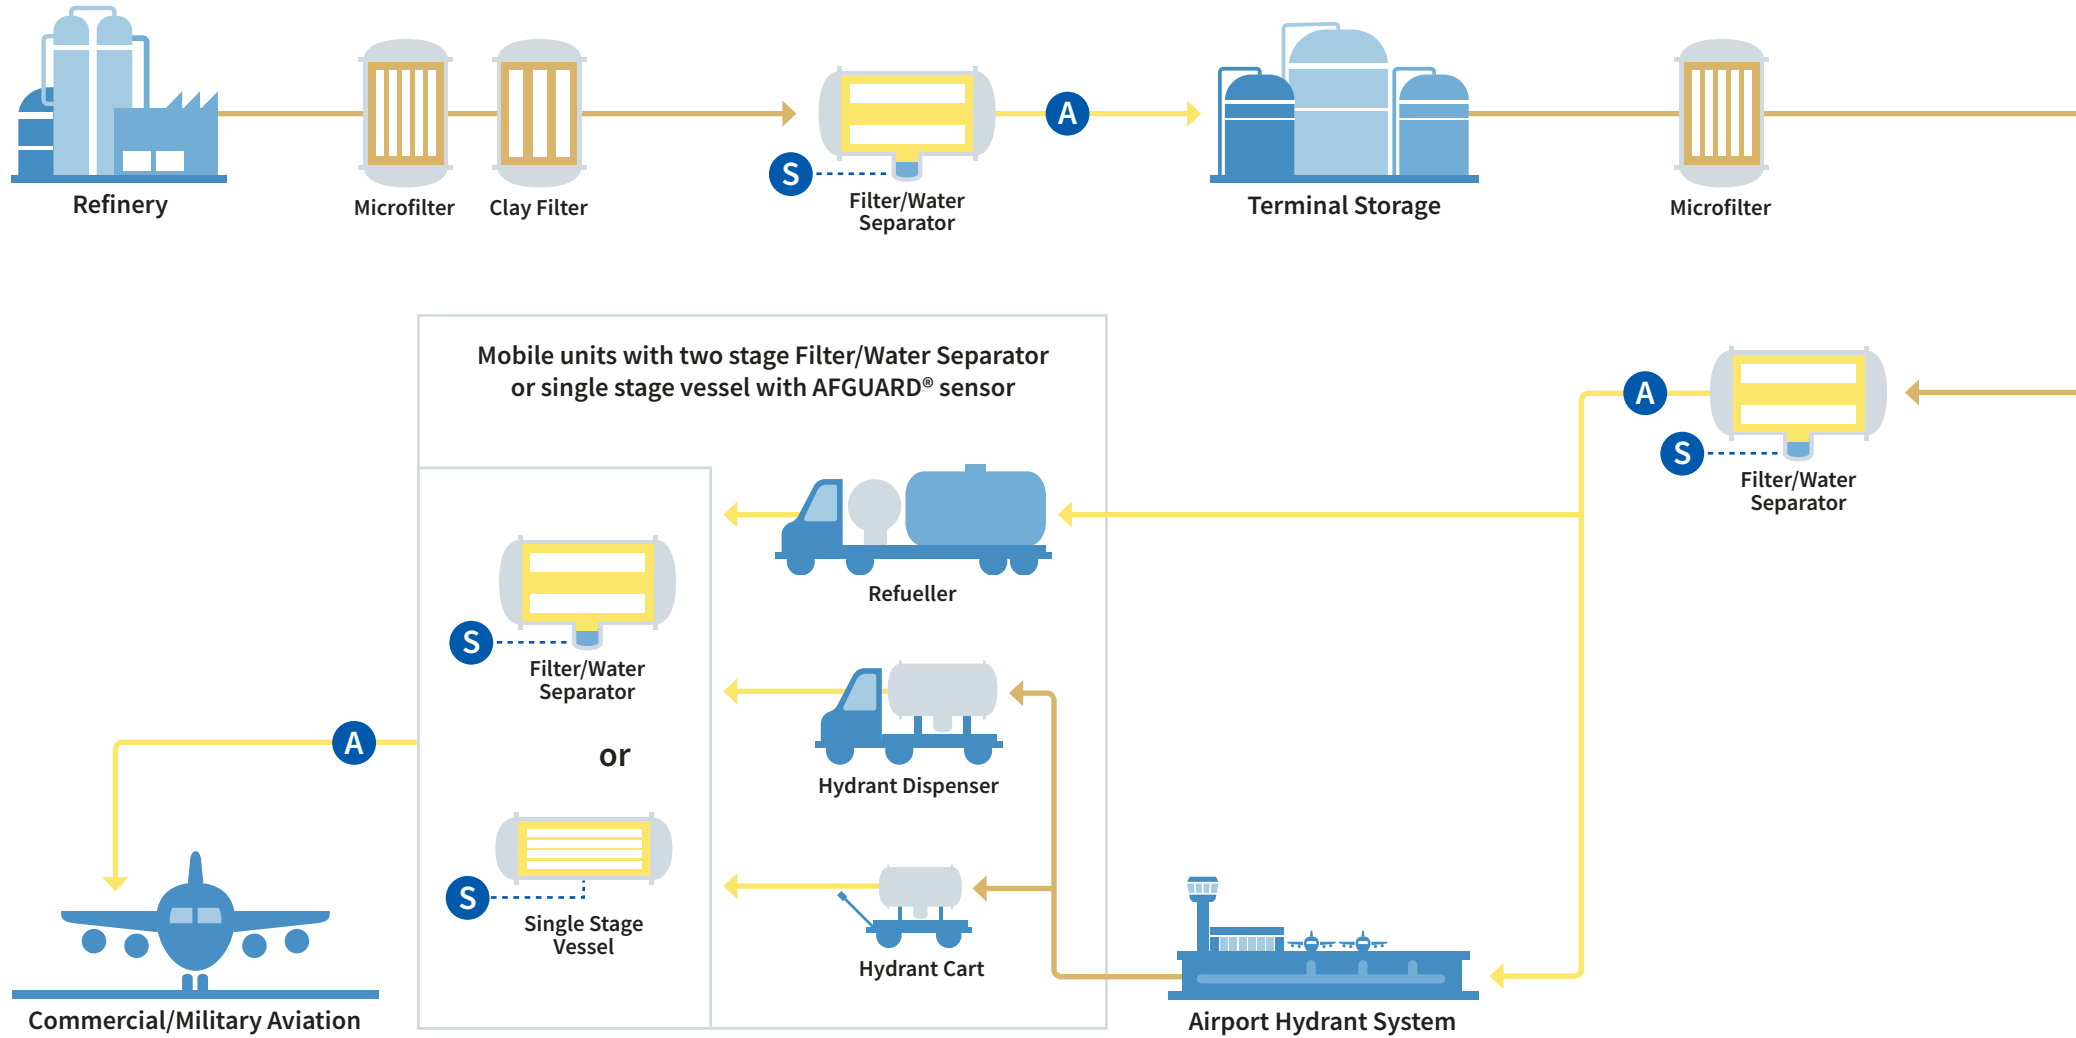 A
S
Refinery
Microfilter
Clay Filter
Filter/Water
Separator
Terminal Storage
Microfilter
Mobile units with two stage Filter/Water Separator
or single stage vessel with AFGUARD® sensor
A
S
Filter/Water
Separator
Refueller
S
Filter/Water
Separator
A
or
Hydrant Dispenser
S
Single Stage
Vessel
Hydrant Cart
Commercial/Military Aviation
Airport Hydrant System